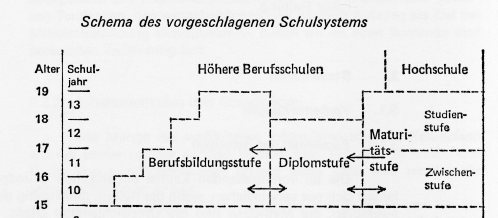 Schema des vorgeschlagenen Schulsystems
Alter Schul-
jahr
Höhere Berufsschulen
Hochschule
19
13
18
12
17
11
16
10
15
Berufsbildungsstufe
Diplomstufe
Maturi-
täts-
stufe
Studien-
stufe
Zwischen-
stufe